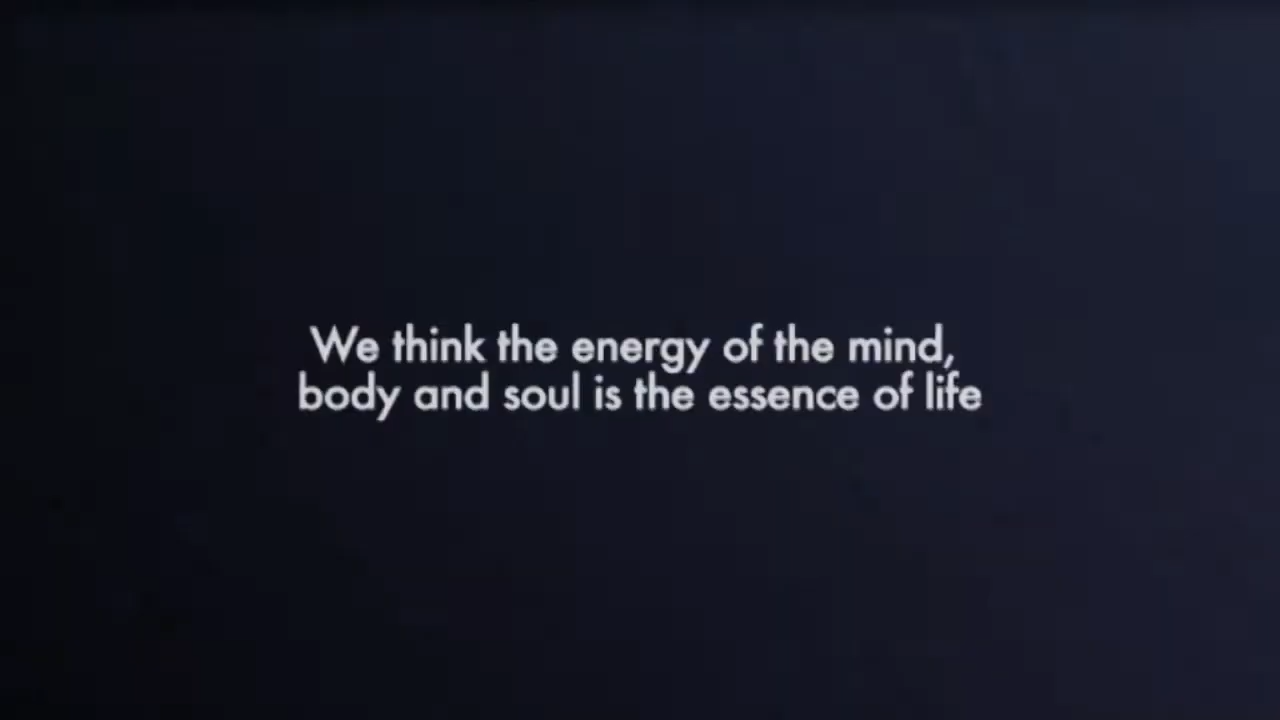 We think the energy of the mind,
body and soul is the essence of life